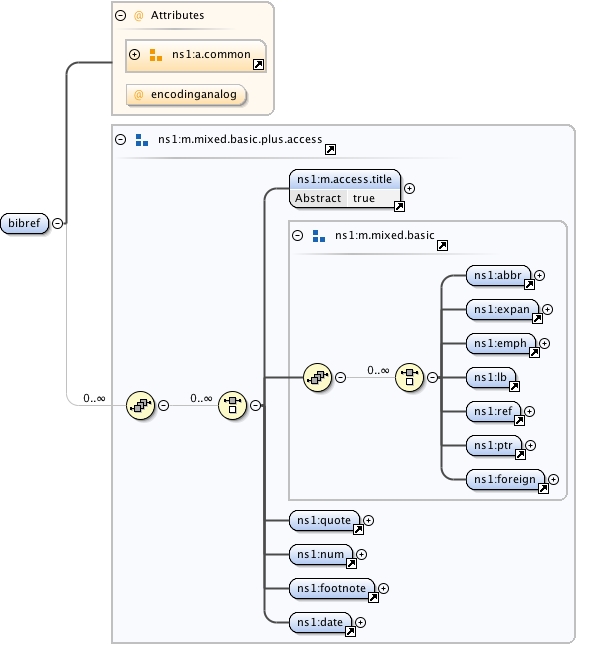 @ Attributes
ns1:a.common
@ encodinganalog
ns1:m.mixed.basic.plus.access
ns1:m.access.title
Abstract true
bibref
ns1:m.mixed.basic
ns1:abbr
ns1:expan
ns1:emph
0..∞
ns1:lb
0..∞ 0..∞
ns1:ref
ns1:ptr
ns1:foreign
ns1:quote
ns1:num
ns1:footnote
ns1:date